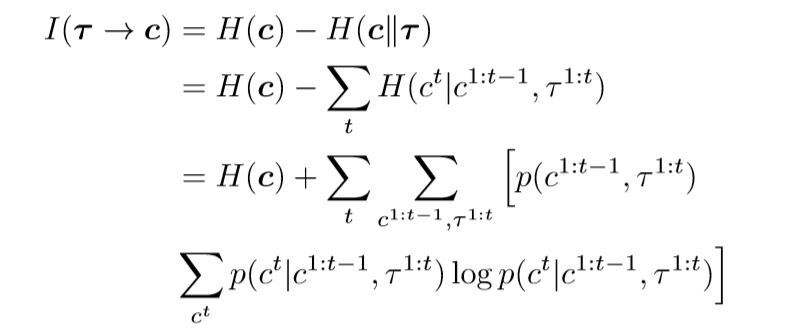 I(τ → c) = H(c) − H(c‖τ)
= H(c) − ∑_t H(c^t|c^{1:t−1}, τ^{1:t})
= H(c) + ∑_t ∑_{c^{1:t−1},τ^{1:t}} [p(c^{1:t−1}, τ^{1:t})
∑_{c^t} p(c^t|c^{1:t−1}, τ^{1:t}) log p(c^t|c^{1:t−1}, τ^{1:t})]